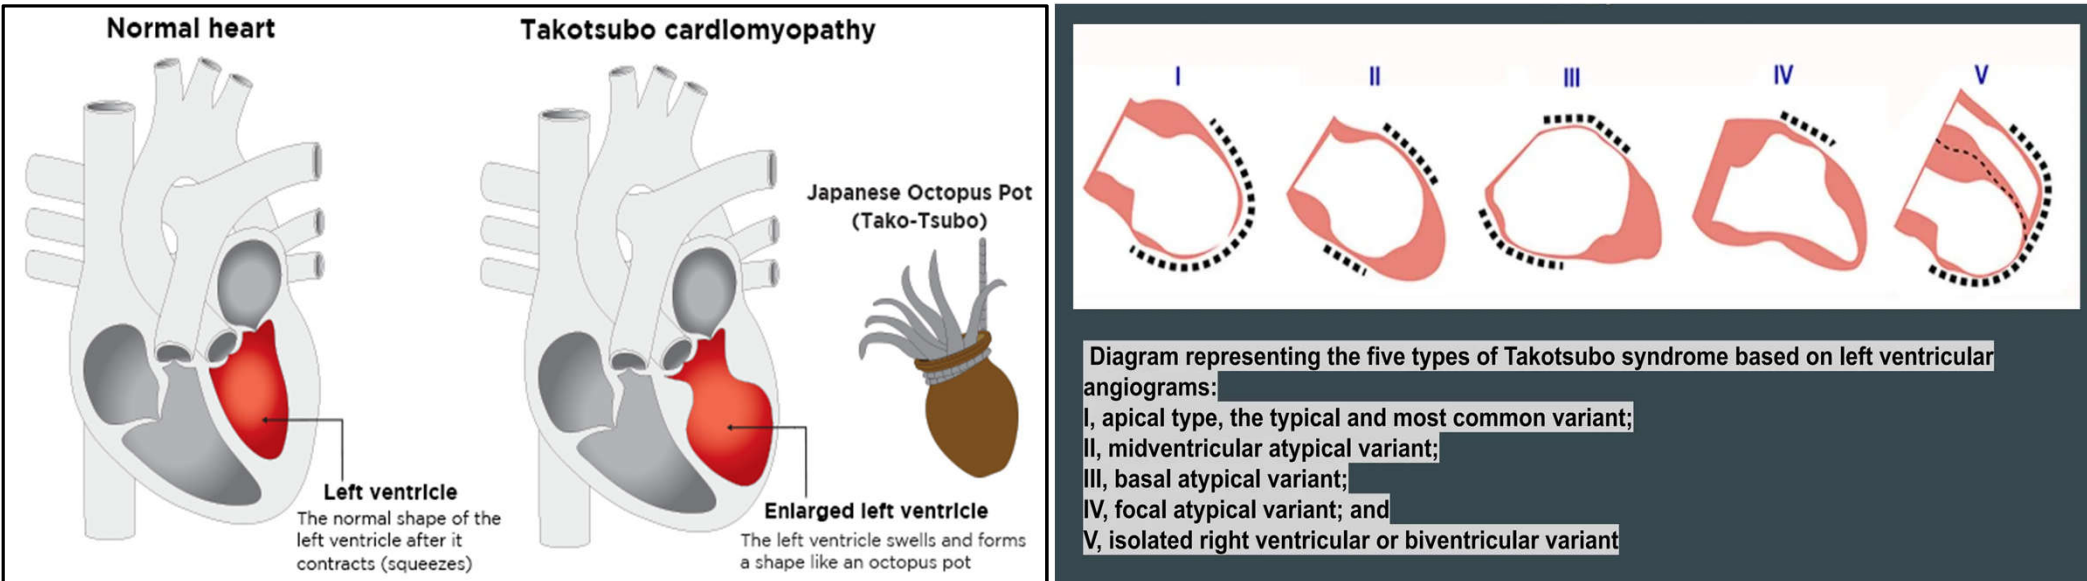 Normal heart
Left ventricle
The normal shape of the
left ventricle after it
contracts (squeezes)
Takotsubo cardIomyopathy
Japanese Octopus Pot
(Tako-Tsubo)
Enlarged left ventricle
The left ventricle swells and forms
a shape like an octopus pot
I II III IV V
Diagram representing the five types of Takotsubo syndrome based on left ventricular
angiograms:
I, apical type, the typical and most common variant;
II, midventricular atypical variant;
III, basal atypical variant;
IV, focal atypical variant; and
V, isolated right ventricular or biventricular variant